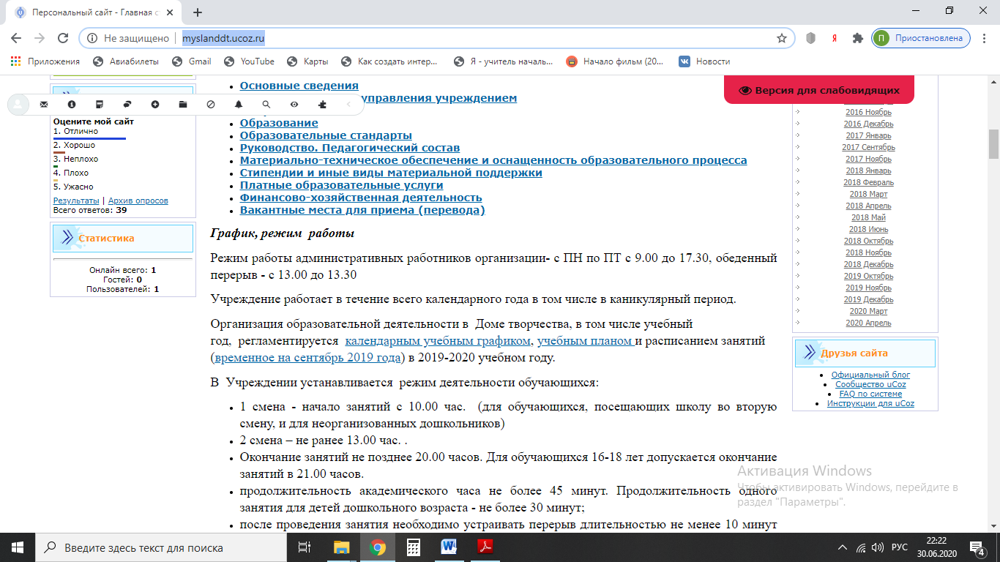 Персональный сайт - Главная с
Не защищено
myslanddt.ucoz.ru
Я
П
Приостановлена
Приложения
Авиабилеты
Gmail
YouTube
Карты
Как создать интер...
Я - учитель началь...
Начало фильм (20...
Новости
Оцените мой сайт
1. Отлично
2. Хорошо
3. Неплохо
4. Плохо
5. Ужасно
Результаты | Архив опросов
Всего ответов: 39
Статистика
Онлайн всего: 1
Гостей: 0
Пользователей: 1
Основные сведения
управления учреждением
Образование
Образовательные стандарты
Руководство. Педагогический состав
Материально-техническое обеспечение и оснащенность образовательного процесса
Стипендии и иные виды материальной поддержки
Платные образовательные услуги
Финансово-хозяйственная деятельность
Вакантные места для приема (перевода)
График, режим работы
Режим работы административных работников организации- с ПН по ПТ с 9.00 до 17.30, обеденный
перерыв - с 13.00 до 13.30
Учреждение работает в течение всего календарного года в том числе в каникулярный период.
Организация образовательной деятельности в Доме творчества, в том числе учебный
год, регламентируется календарным учебным графиком, учебным планом и расписанием занятий
(временное на сентябрь 2019 года) в 2019-2020 учебном году.
В Учреждении устанавливается режим деятельности обучающихся:
1 смена - начало занятий с 10.00 час. (для обучающихся, посещающих школу во вторую
смену, и для неорганизованных дошкольников)
2 смена – не ранее 13.00 час. .
Окончание занятий не позднее 20.00 часов. Для обучающихся 16-18 лет допускается окончание
занятий в 21.00 часов.
продолжительность академического часа не более 45 минут. Продолжительность одного
занятия для детей дошкольного возраста - не более 30 минут;
после проведения занятия необходимо устраивать перерыв длительностью не менее 10 минут
Версия для слабовидящих
2016 Ноябрь
2016 Декабрь
2017 Январь
2017 Сентябрь
2017 Ноябрь
2018 Январь
2018 Февраль
2018 Март
2018 Апрель
2018 Май
2018 Июнь
2018 Октябрь
2018 Ноябрь
2018 Декабрь
2019 Октябрь
2019 Ноябрь
2019 Декабрь
2020 Март
2020 Апрель
Друзья сайта
Официальный блог
Сообщество uCoz
FAQ по системе
Инструкции для uCoz
Активация Windows
Чтобы активировать Windows, перейдите в
раздел "Параметры".
Введите здесь текст для поиска
РУС
22:22
30.06.2020
4